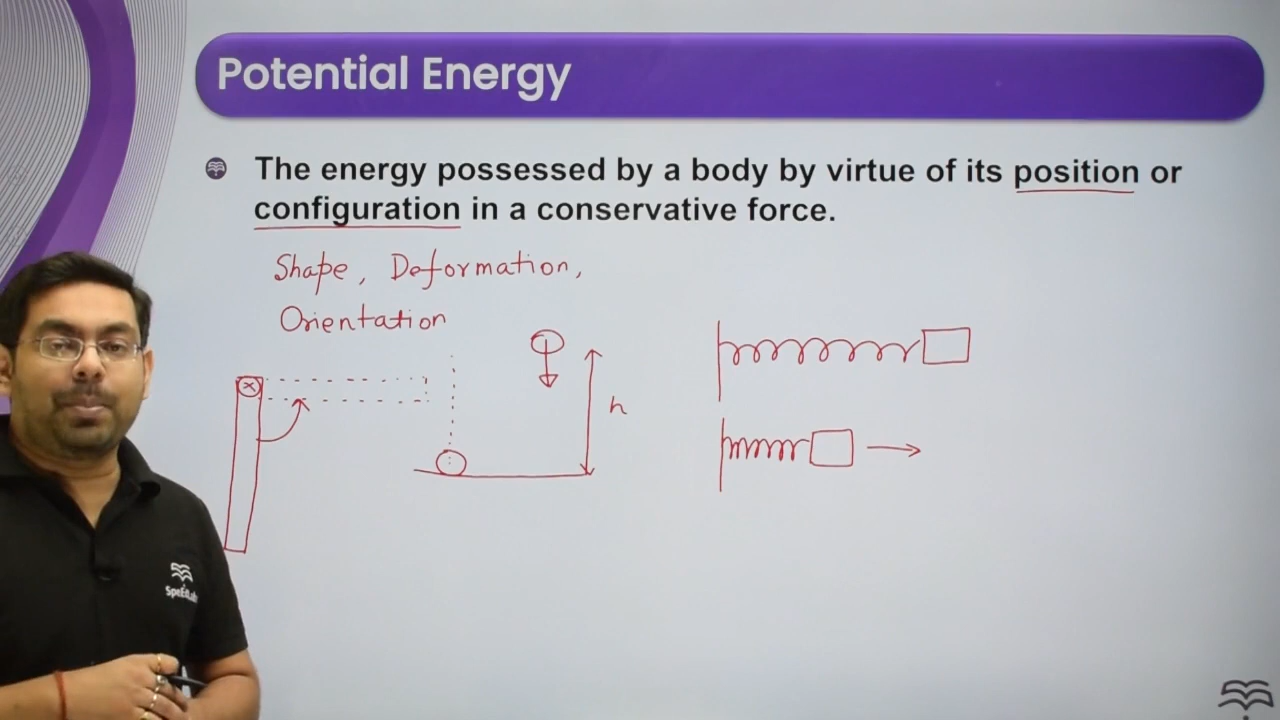 Potential Energy
The energy possessed by a body by virtue of its position or
configuration in a conservative force.
Shape, Deformation,
Orientation
h
SpeEdLabs